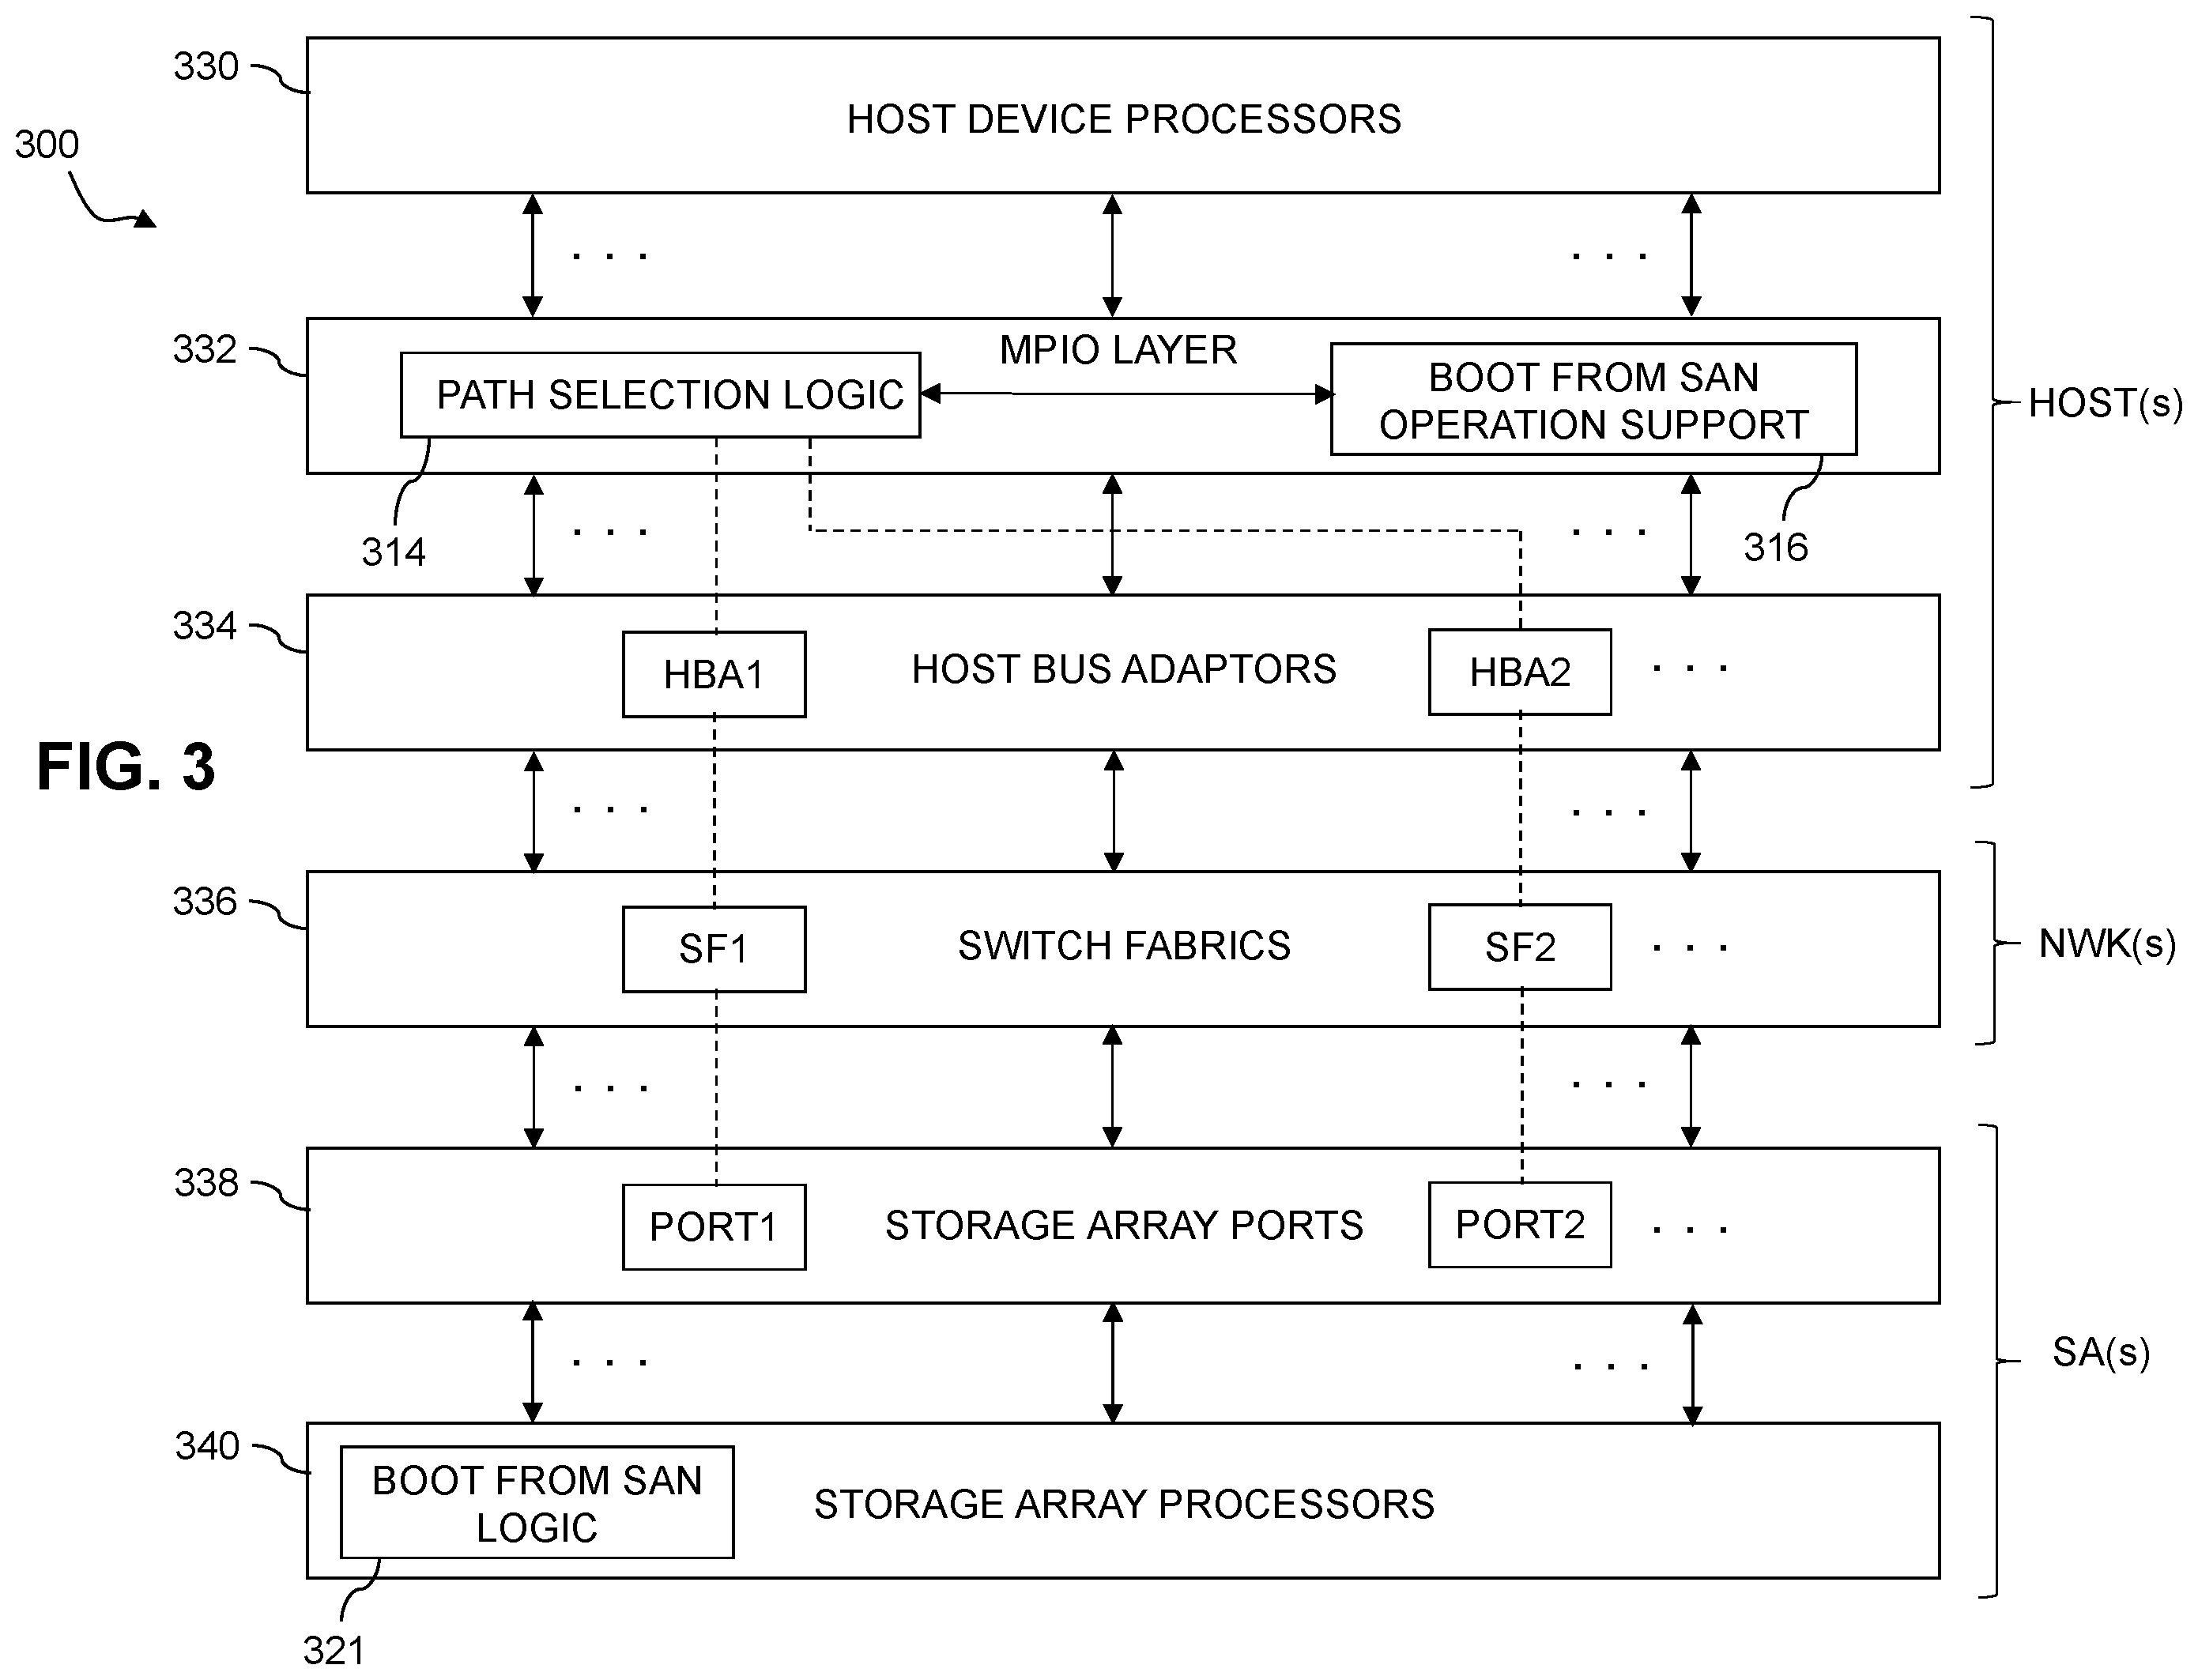 330
HOST DEVICE PROCESSORS
300
. . .
. . .
332
MPIO LAYER
PATH SELECTION LOGIC
BOOT FROM SAN
OPERATION SUPPORT
HOST(s)
314
. . .
. . .
316
334
HBA1
HOST BUS ADAPTORS
HBA2
. . .
FIG. 3
. . .
. . .
336
SF1
SWITCH FABRICS
SF2
. . .
NWK(s)
. . .
. . .
338
PORT1
STORAGE ARRAY PORTS
PORT2
. . .
SA(s)
. . .
. . .
340
BOOT FROM SAN
LOGIC
STORAGE ARRAY PROCESSORS
321